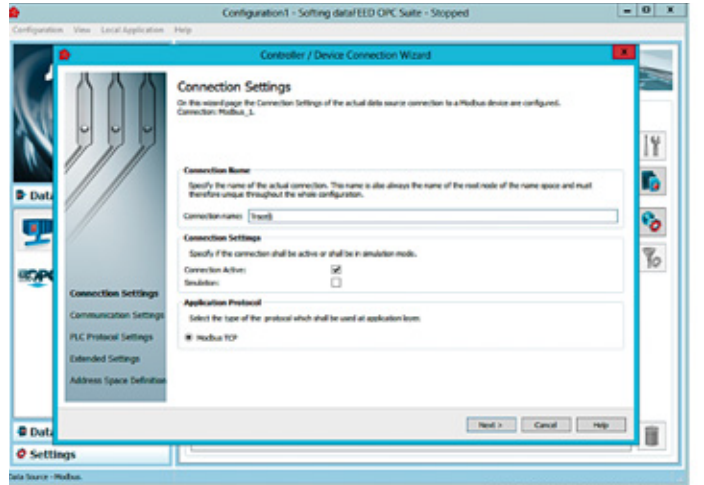 Configuration1 - Softing dataFEED OPC Suite - Stopped
Configuration View Local Application Help
Controller / Device Connection Wizard
Connection Settings
On this wizard page the Connection Settings of the actual data source connection to a Modbus device are configured.
Connection: Modbus_1.
Connection Name
Specify the name of the actual connection. This name is also always the name of the root node of the name space and must
therefore unique throughout the whole configuration.
Connection name:
Connection Settings
Specify if the connection shall be active or shall be in simulation mode.
Connection Active:
Simulation:
Application Protocol
Select the type of the protocol which shall be used at application layer.
Modbus TCP
Connection Settings
Communication Settings
PLC Protocol Settings
Extended Settings
Address Space Definition
Next >
Cancel
Help
Data
OPC
Data
Settings
Data Source - Modbus.